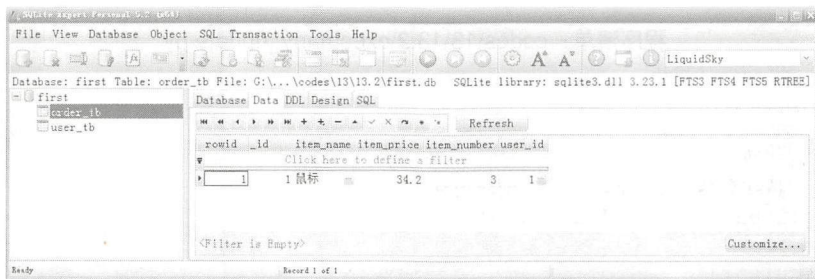 SQLite Expert Personal 5.2 (x64)
File View Database Object SQL Transaction Tools Help
LiquidSky
Database: first Table: order_tb File: G:\...\codes\13\13.2\first.db SQLite library: sqlite3.dll 3.23.1 [FTS3 FTS4 FTS5 RTREE]
first
order_tb
user_tb
Database Data DDL Design SQL
Refresh
rowid _id item_name item_price item_number user_id
Click here to define a filter
1 1 鼠标 34.2 3 1
<Filter is Empty>
Customize...
Ready Record 1 of 1